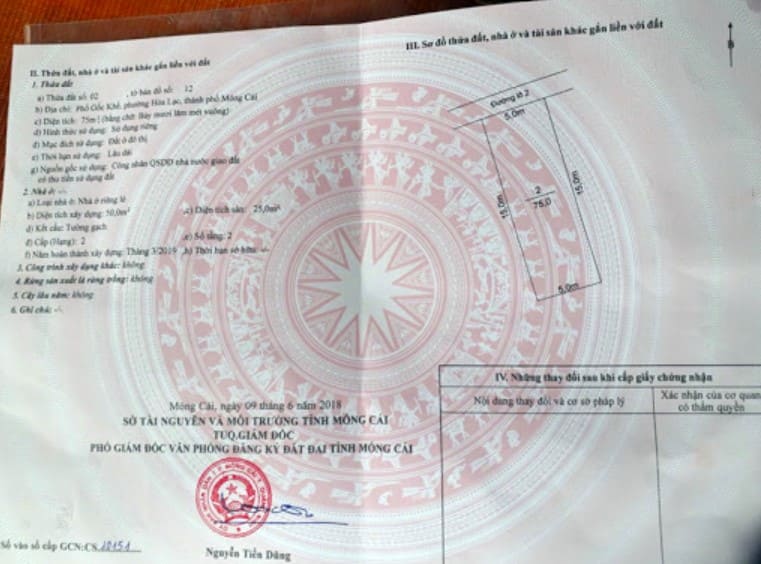 II. Thửa đất, nhà ở và tài sản khác gắn liền với đất
1. Thửa đất
a) Thửa đất số: 02 , tờ bản đồ số: 12
b) Địa chỉ: Phố Gốc Khế, phường Hòa Lạc, thành phố Móng Cái
c) Diện tích: 75m² (bằng chữ: Bảy mươi lăm mét vuông)
d) Hình thức sử dụng: Sử dụng riêng
đ) Mục đích sử dụng: Đất ở đô thị
e) Thời hạn sử dụng: Lâu dài
g) Nguồn gốc sử dụng: Công nhân QSDĐ nhà nước giao đất
có thu tiền sử dụng đất
2. Nhà ở: -/-
a) Loại nhà ở: Nhà ở riêng lẻ
b) Diện tích xây dựng: 50,0m² ,c) Diện tích sàn: 25,0m²
d) Kết cấu: Tường gạch ,e) Số tầng: 2
đ) Cấp (Hạng): 2
f) Năm hoàn thành xây dựng: Tháng 3/2019 ,h) Thời hạn sở hữu: -/-
3. Công trình xây dựng khác: không
4. Rừng sản xuất là rừng trồng: không
5. Cây lâu năm: không
6. Ghi chú: -/-
Móng Cái, ngày 09 tháng 6 năm 2018
SỞ TÀI NGUYÊN VÀ MÔI TRƯỜNG TỈNH MÓNG CÁI
TUQ.GIÁM ĐỐC
PHÓ GIÁM ĐỐC VĂN PHÒNG ĐĂNG KÝ ĐẤT ĐAI TỈNH MÓNG CÁI
Nguyễn Tiến Dũng
Số vào sổ cấp GCN:CS.10151
III. Sơ đồ thửa đất, nhà ở và tài sản khác gắn liền với đất
B
Đường lê 2
5.0m
15.0m
2
75,0
15,0m
5.0m
IV. Những thay đổi sau khi cấp giấy chứng nhận
Nội dung thay đổi và cơ sở pháp lý
Xác nhận của cơ quan
có thẩm quyền